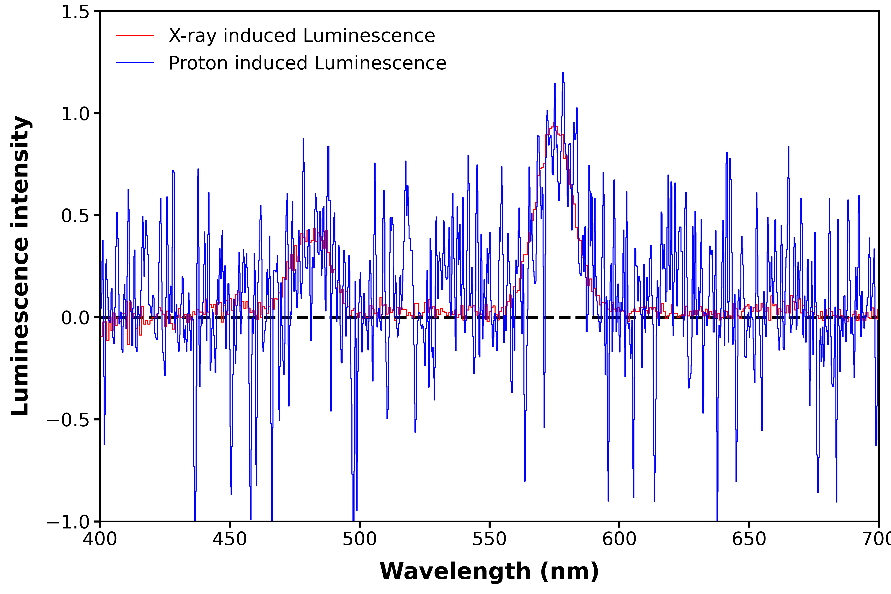 1.5
X-ray induced Luminescence
Proton induced Luminescence
1.0
0.5
0.0
−0.5
−1.0
Luminescence intensity
400 450 500 550 600 650 700
Wavelength (nm)